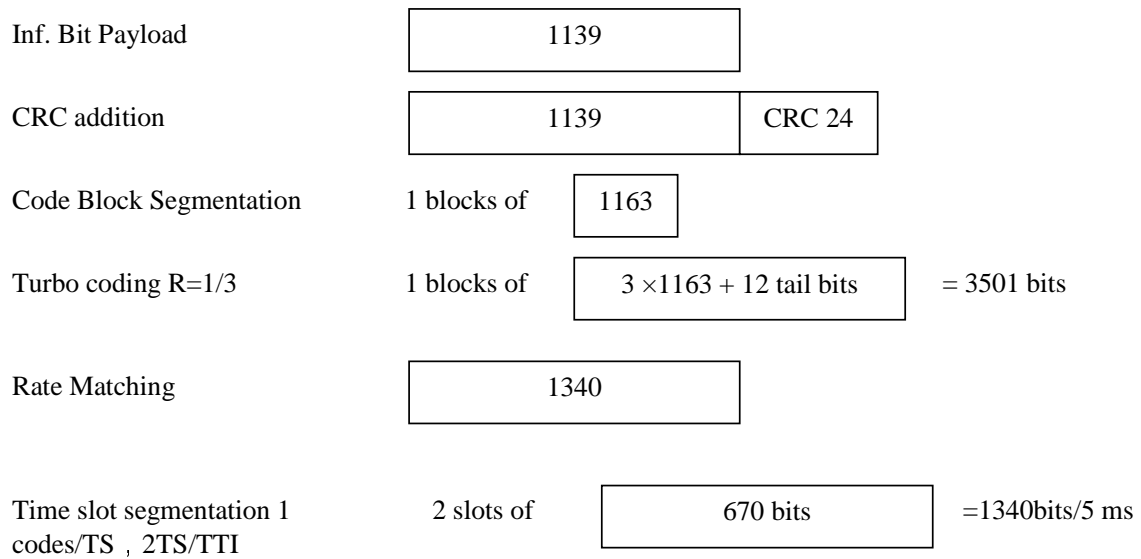 Inf. Bit Payload 1139
CRC addition 1139 CRC 24
Code Block Segmentation 1 blocks of 1163
Turbo coding R=1/3 1 blocks of 3 ×1163 + 12 tail bits = 3501 bits
Rate Matching 1340
Time slot segmentation 1 2 slots of 670 bits =1340bits/5 ms
codes/TS，2TS/TTI